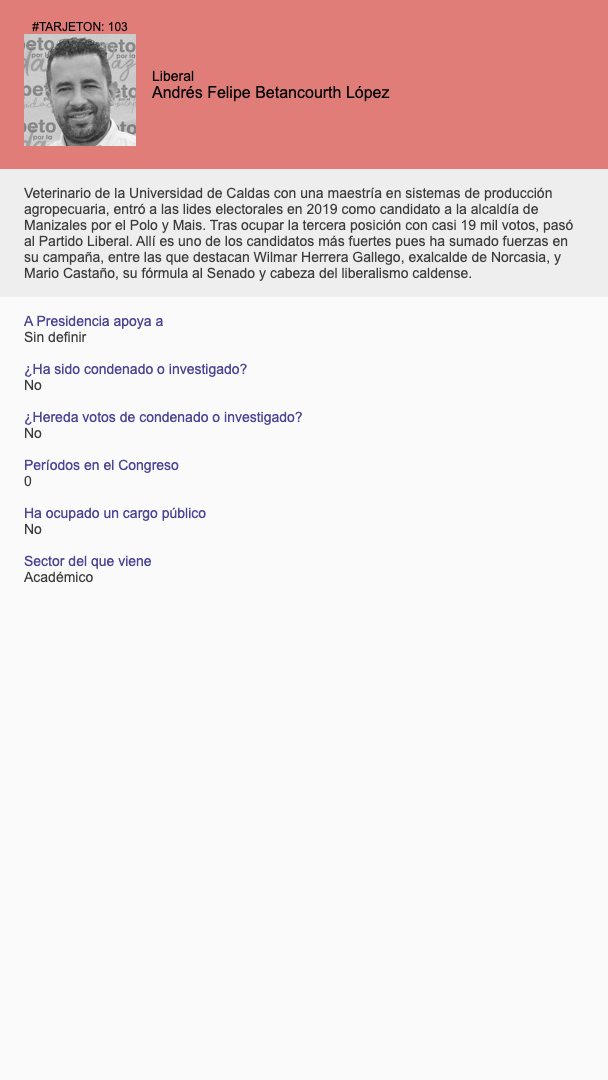 #TARJETON: 103
Liberal
Andrés Felipe Betancourth López
Veterinario de la Universidad de Caldas con una maestría en sistemas de producción
agropecuaria, entró a las lides electorales en 2019 como candidato a la alcaldía de
Manizales por el Polo y Mais. Tras ocupar la tercera posición con casi 19 mil votos, pasó
al Partido Liberal. Allí es uno de los candidatos más fuertes pues ha sumado fuerzas en
su campaña, entre las que destacan Wilmar Herrera Gallego, exalcalde de Norcasia, y
Mario Castaño, su fórmula al Senado y cabeza del liberalismo caldense.
A Presidencia apoya a
Sin definir
¿Ha sido condenado o investigado?
No
¿Hereda votos de condenado o investigado?
No
Períodos en el Congreso
0
Ha ocupado un cargo público
No
Sector del que viene
Académico